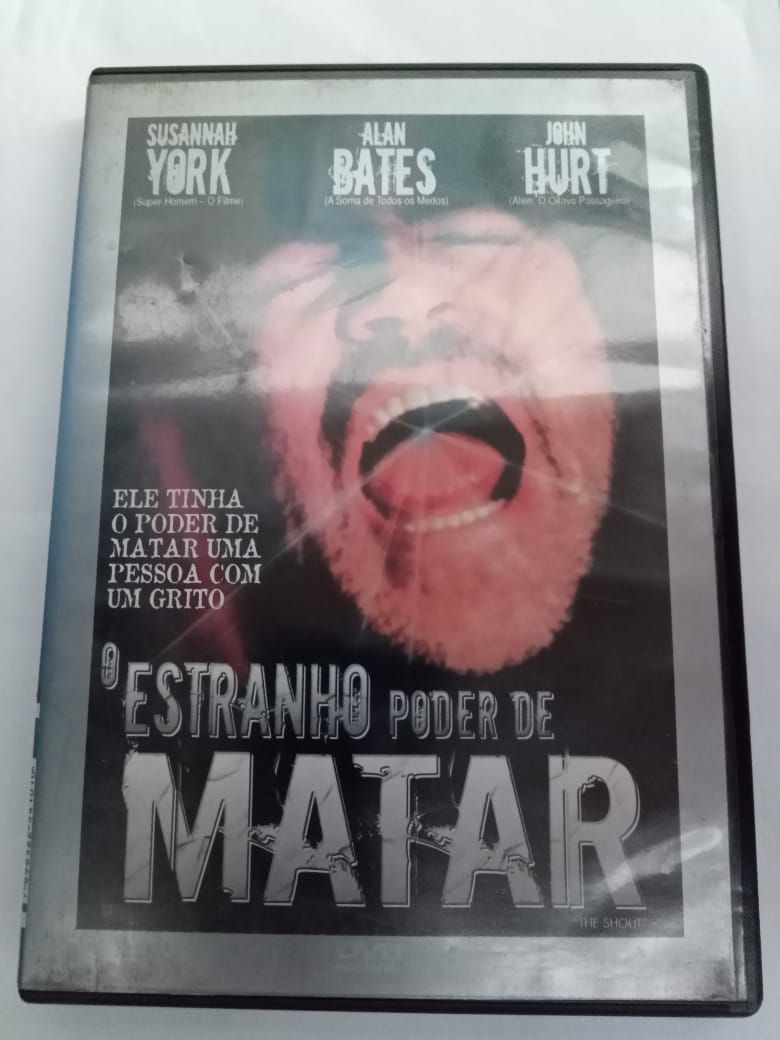 SUSANNAH
YORK
(Super-Homem - O Filme)
ALAN
BATES
(A Soma de Todos os Medos)
JOHN
HURT
(Alien, O Oitavo Passageiro)
ELE TINHA
O PODER DE
MATAR UMA
PESSOA COM
UM GRITO
O ESTRANHO PODER DE
MATAR
THE SHOUT
DVD